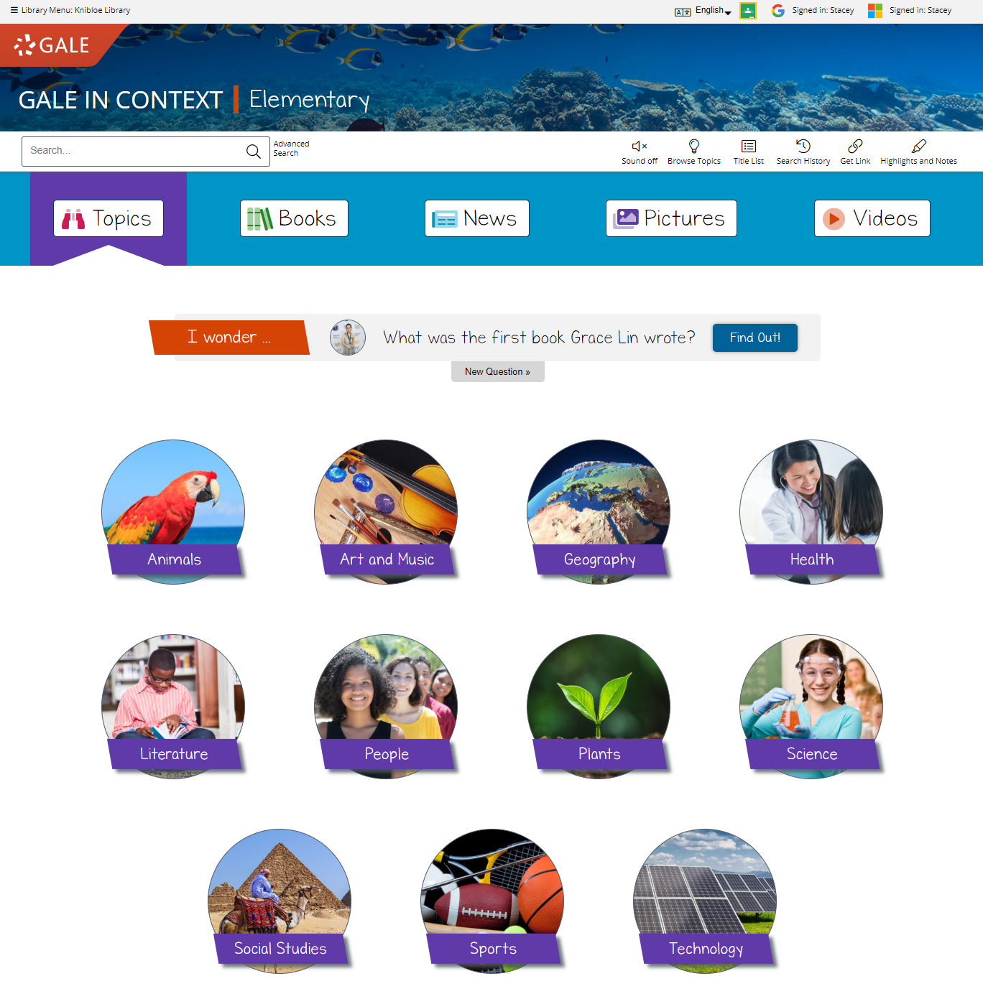 Library Menu: Knibloe Library
English
Signed in: Stacey
Signed in: Stacey
GALE
GALE IN CONTEXT Elementary
Search...
Advanced
Search
Sound off
Browse Topics
Title List
Search History
Get Link
Highlights and Notes
Topics
Books
News
Pictures
Videos
I wonder ...
What was the first book Grace Lin wrote?
Find Out!
New Question »
Animals
Art and Music
Geography
Health
Literature
People
Plants
Science
Social Studies
Sports
Technology